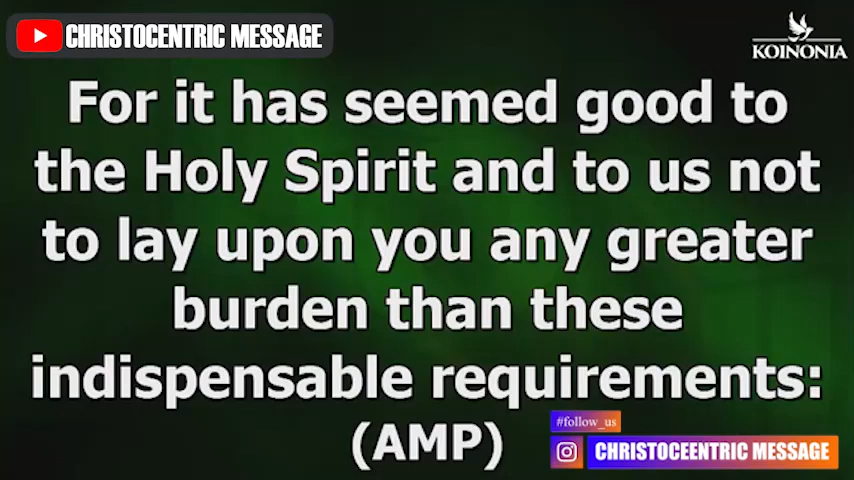 CHRISTOCENTRIC MESSAGE
KOINONIA
For it has seemed good to
the Holy Spirit and to us not
to lay upon you any greater
burden than these
indispensable requirements:
(AMP)
#follow_us
CHRISTOCEENTRIC MESSAGE